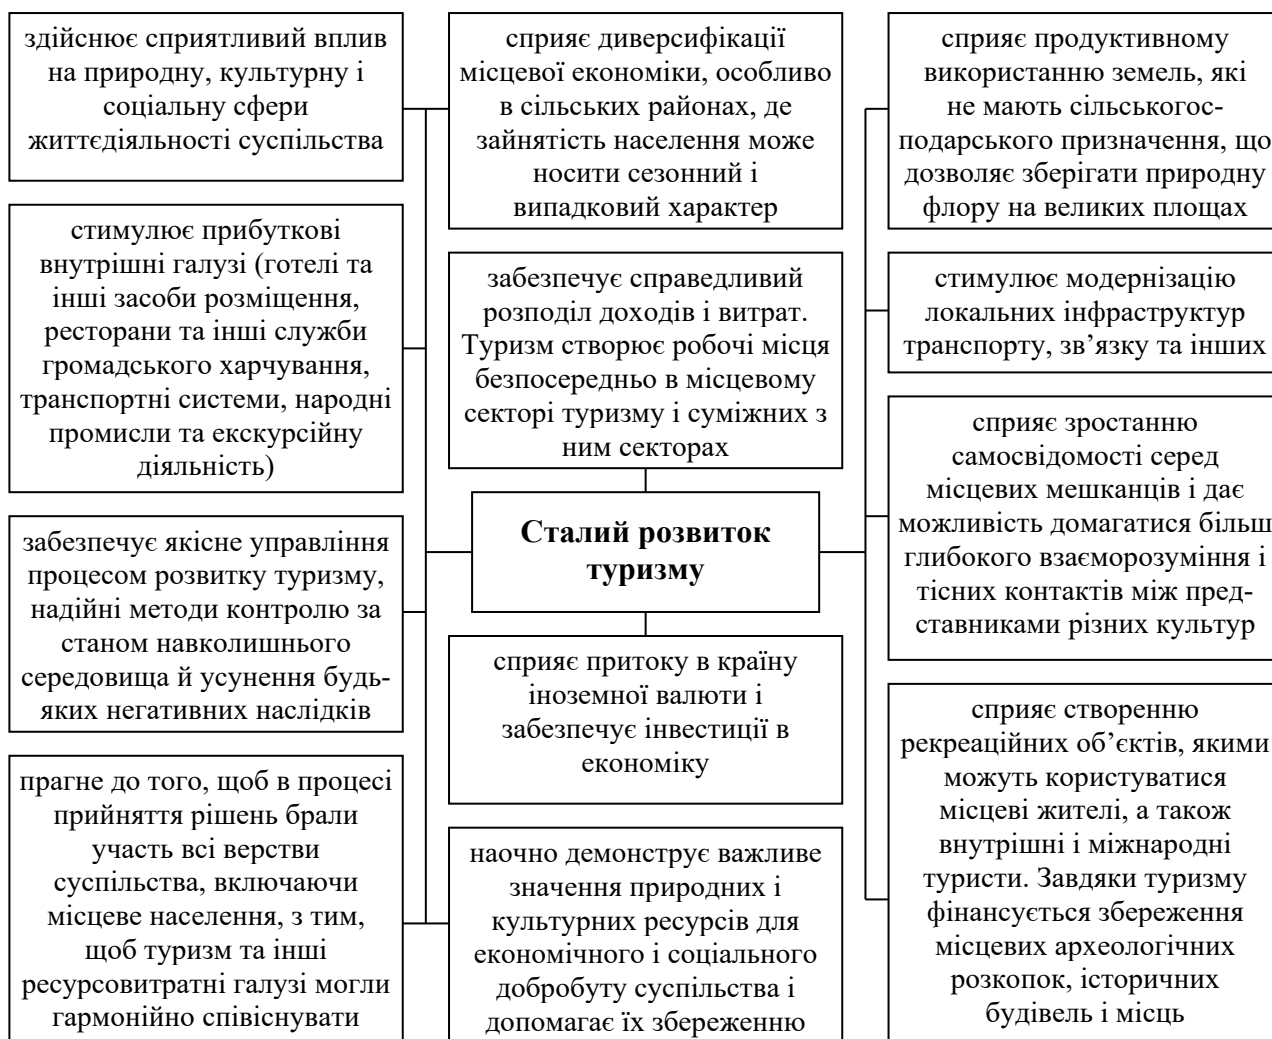 здійснює сприятливий вплив
на природну, культурну і
соціальну сфери
життєдіяльності суспільства
стимулює прибуткові
внутрішні галузі (готелі та
інші засоби розміщення,
ресторани та інші служби
громадського харчування,
транспортні системи, народні
промисли та екскурсійну
діяльність)
забезпечує якісне управління
процесом розвитку туризму,
надійні методи контролю за
станом навколишнього
середовища й усунення будь-
яких негативних наслідків
прагне до того, щоб в процесі
прийняття рішень брали
участь всі верстви
суспільства, включаючи
місцеве населення, з тим,
щоб туризм та інші
ресурсовитратні галузі могли
гармонійно співіснувати
сприяє диверсифікації
місцевої економіки, особливо
в сільських районах, де
зайнятість населення може
носити сезонний і
випадковий характер
забезпечує справедливий
розподіл доходів і витрат.
Туризм створює робочі місця
безпосередньо в місцевому
секторі туризму і суміжних з
ним секторах
Сталий розвиток
туризму
сприяє притоку в країну
іноземної валюти і
забезпечує інвестиції в
економіку
наочно демонструє важливе
значення природних і
культурних ресурсів для
економічного і соціального
добробуту суспільства і
допомагає їх збереженню
сприяє продуктивному
використанню земель, які
не мають сільськогос-
подарського призначення, що
дозволяє зберігати природну
флору на великих площах
стимулює модернізацію
локальних інфраструктур
транспорту, зв’язку та інших
сприяє зростанню
самосвідомості серед
місцевих мешканців і дає
можливість домагатися більш
глибокого взаєморозуміння і
тісних контактів між пред-
ставниками різних культур
сприяє створенню
рекреаційних об’єктів, якими
можуть користуватися
місцеві жителі, а також
внутрішні і міжнародні
туристи. Завдяки туризму
фінансується збереження
місцевих археологічних
розкопок, історичних
будівель і місць